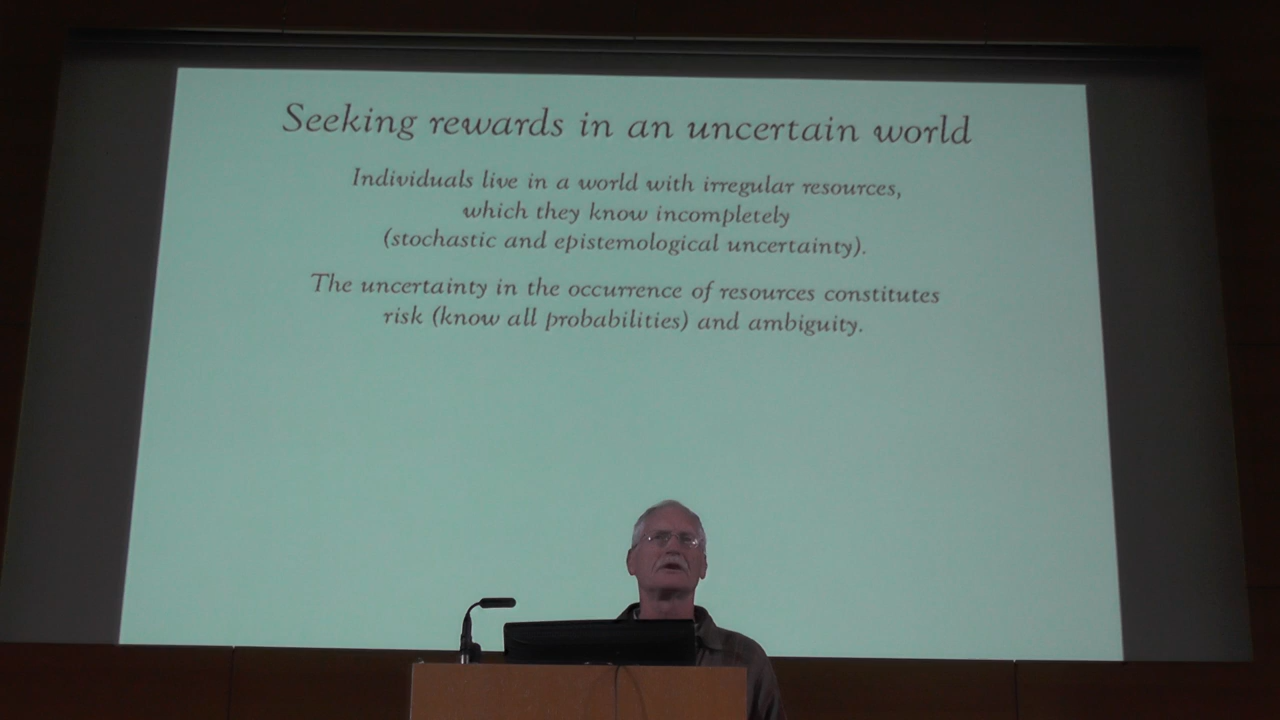 Seeking rewards in an uncertain world
Individuals live in a world with irregular resources,
which they know incompletely
(stochastic and epistemological uncertainty).
The uncertainty in the occurrence of resources constitutes
risk (know all probabilities) and ambiguity.